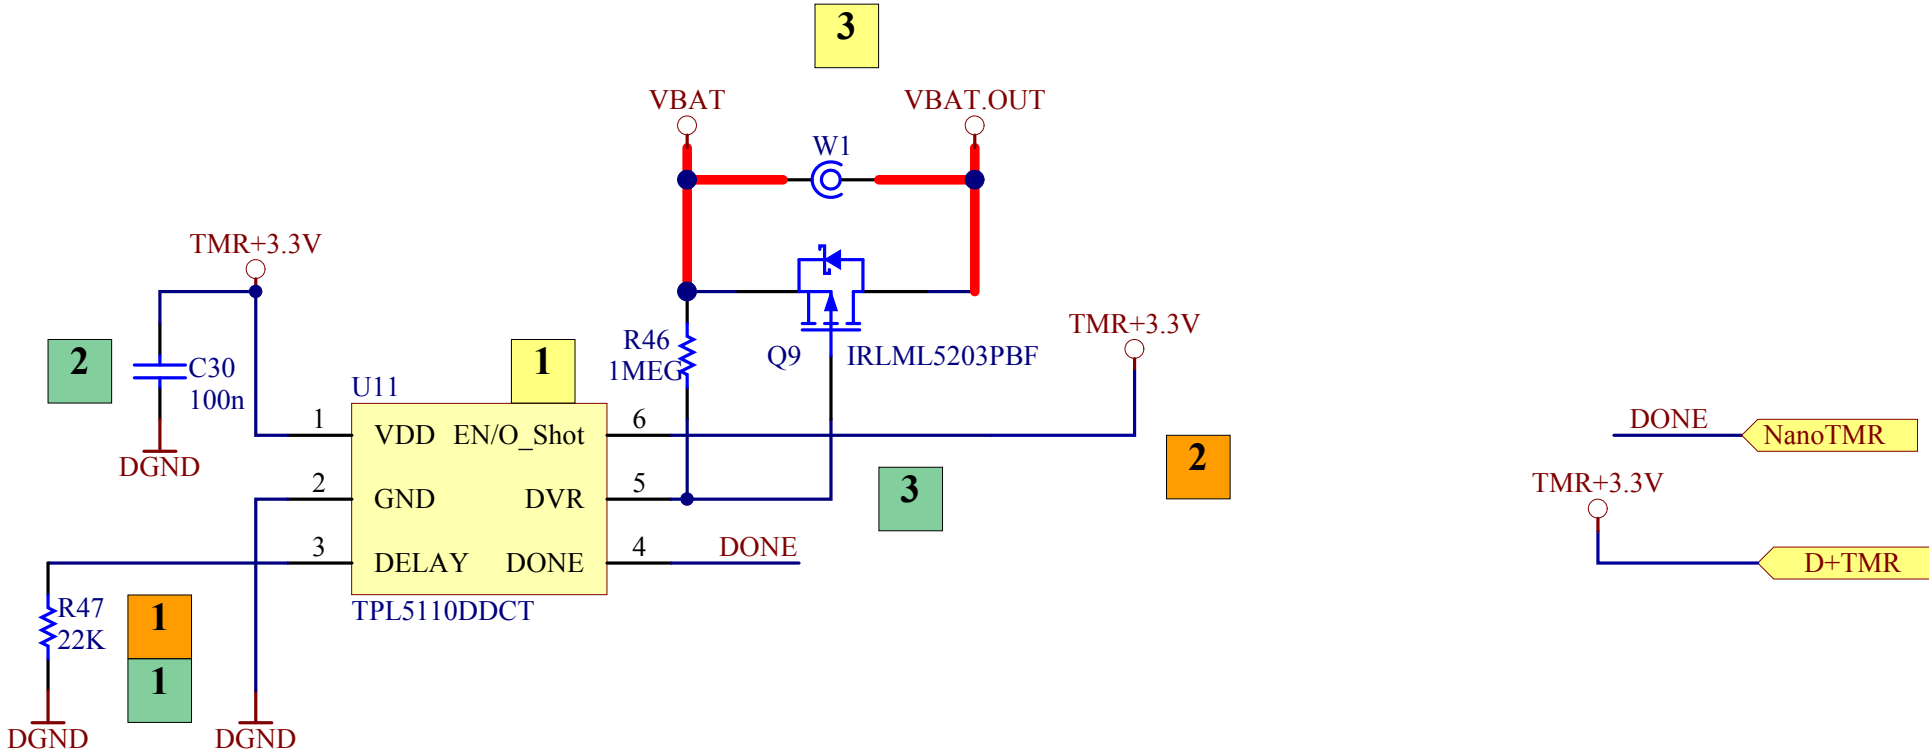 3
VBAT
VBAT.OUT
W1
TMR+3.3V
2
C30
100n
DGND
1
R46
1MEG
Q9
IRLML5203PBF
TMR+3.3V
U11
1
VDD
EN/O_Shot
6
2
GND
DVR
5
3
DELAY
DONE
4
DONE
TPL5110DDCT
3
2
DONE
NanoTMR
TMR+3.3V
D+TMR
R47
22K
1
1
DGND
DGND